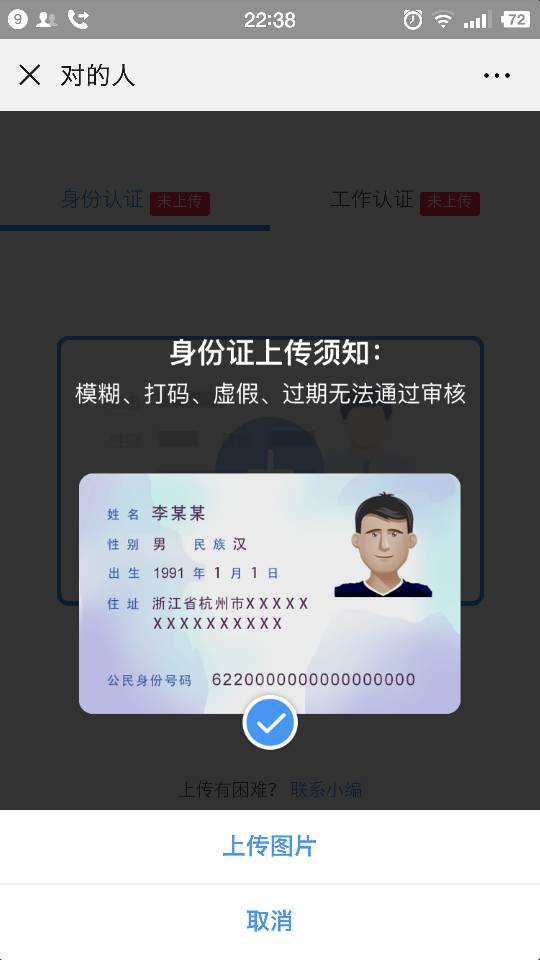 9 22:38 72
对的人
身份认证 未上传 工作认证 未上传
身份证上传须知：
模糊、打码、虚假、过期无法通过审核
姓名 李某某
性别 男 民族 汉
出生 1991 年 1 月 1 日
住址 浙江省杭州市XXXXX
XXXXXXXXXX
公民身份号码 622000000000000000
上传有困难? 联系小编
上传图片
取消